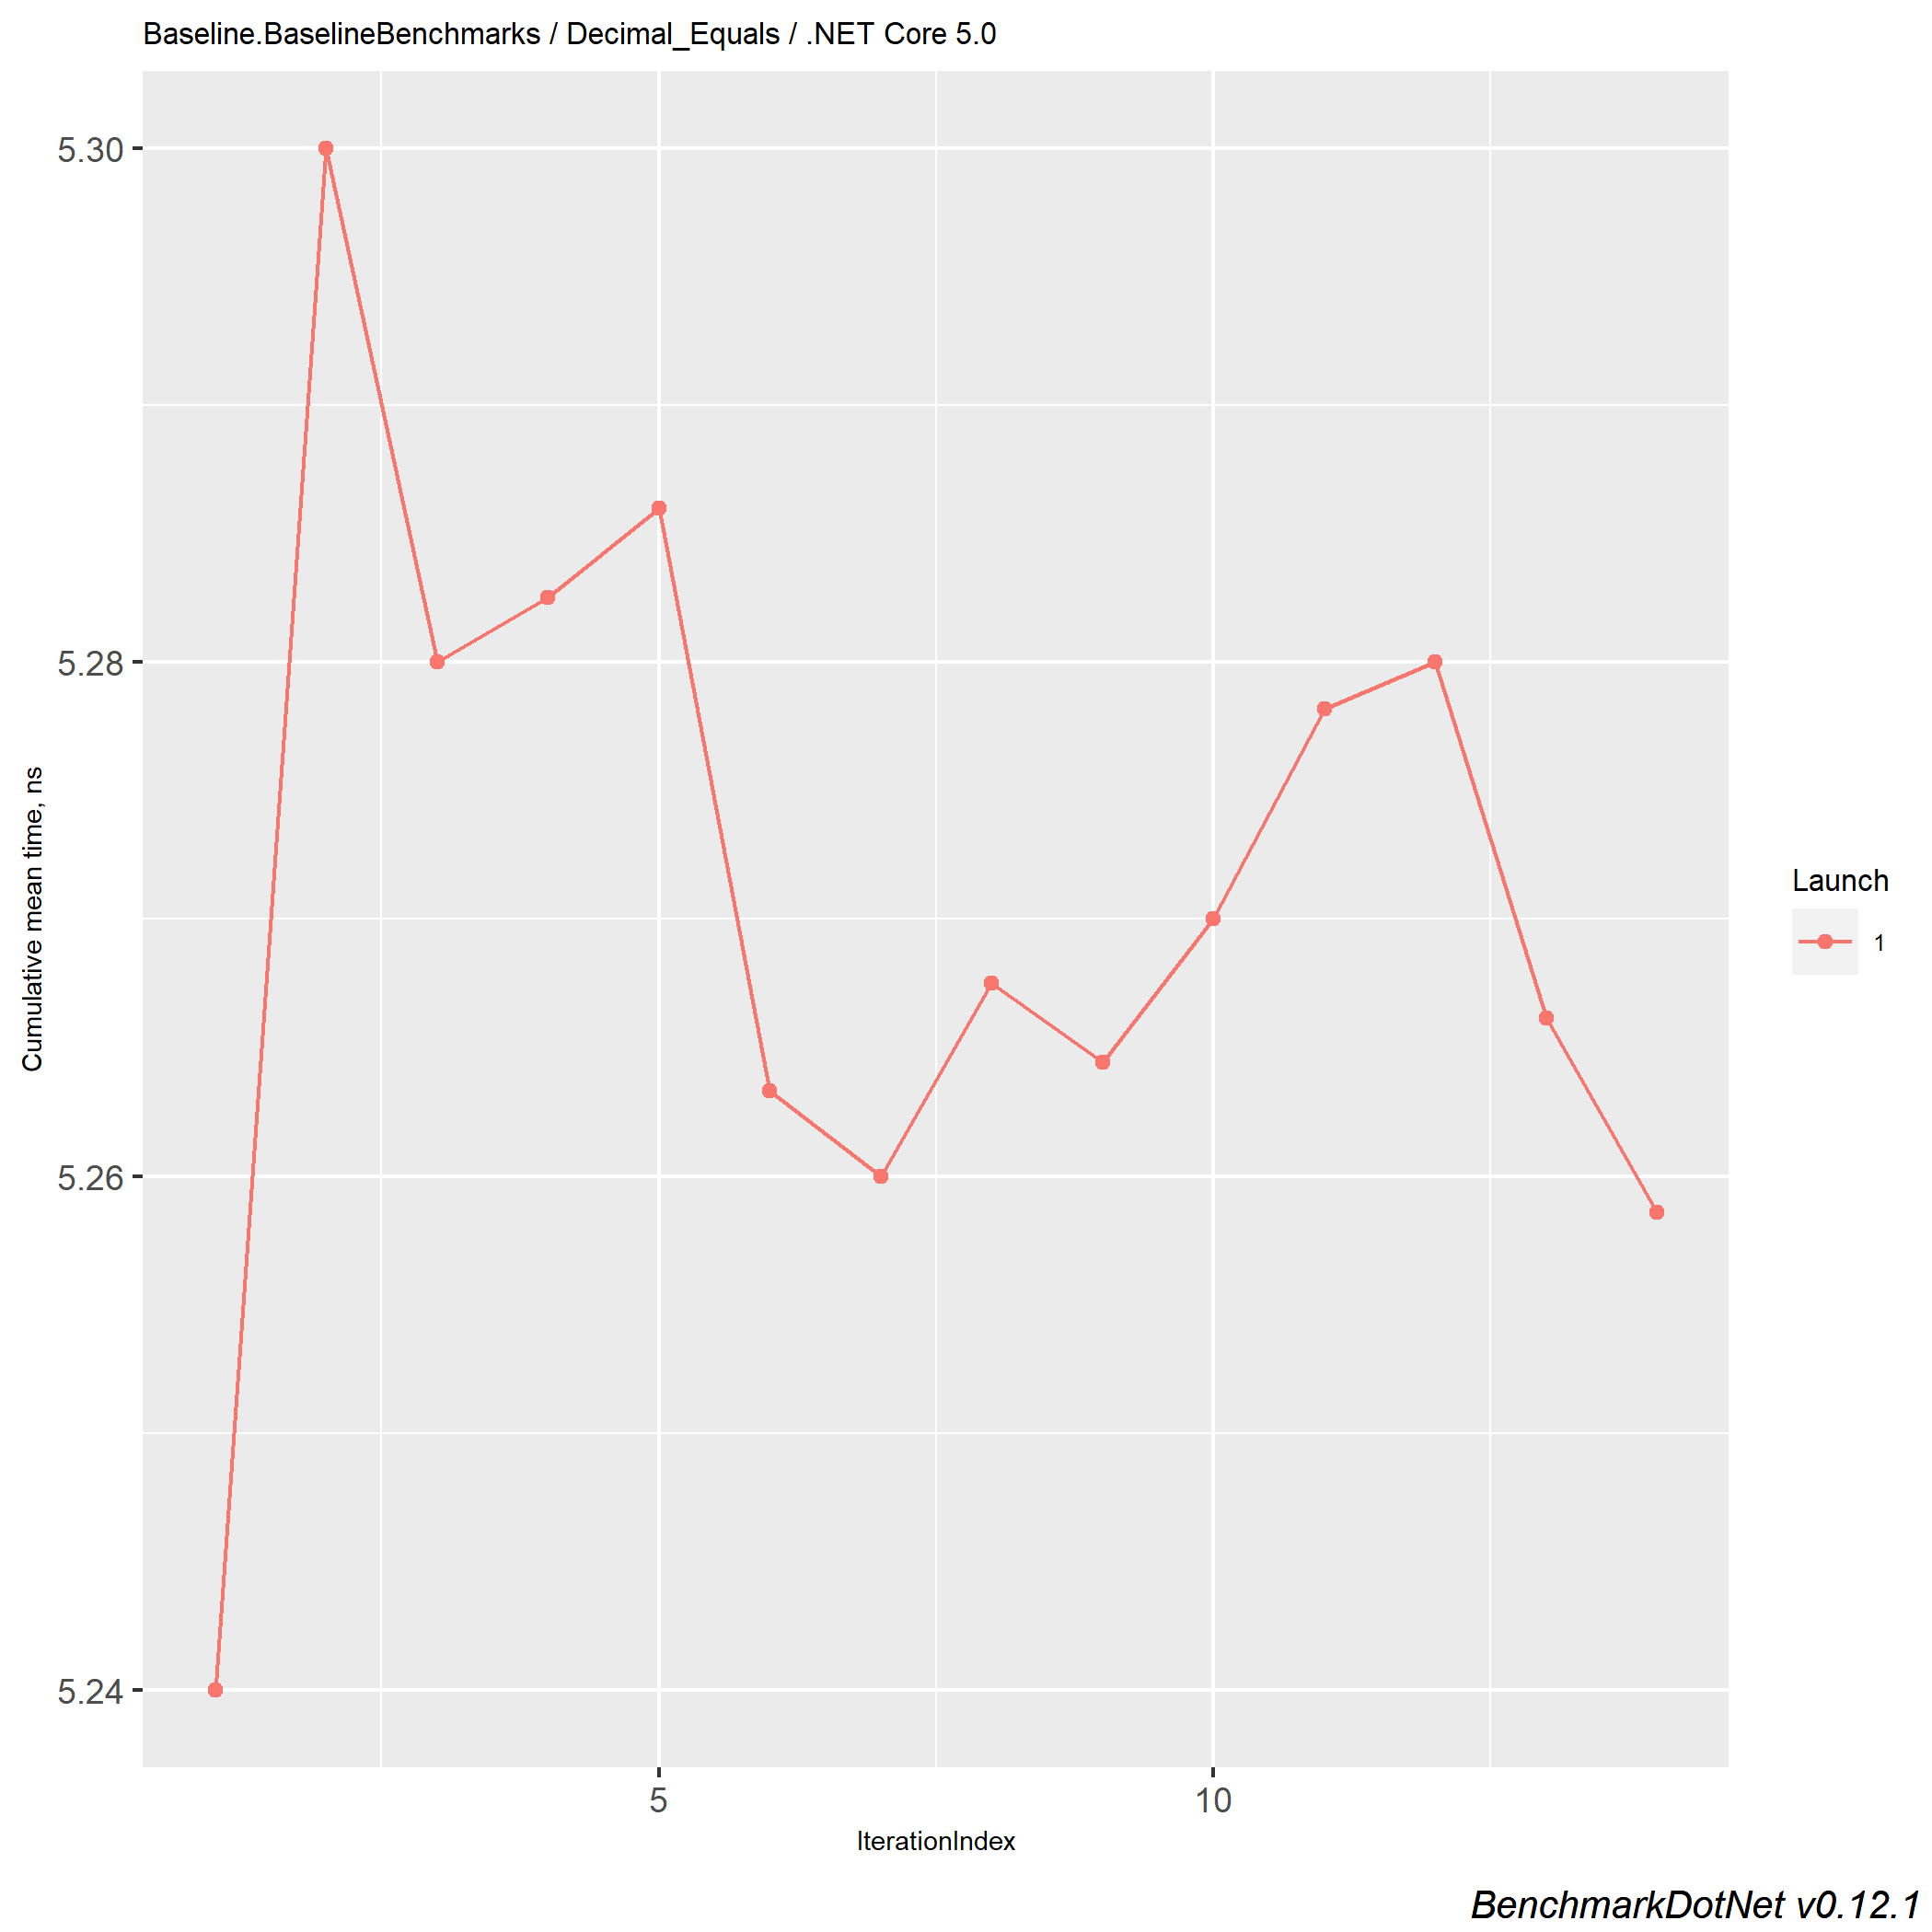 Baseline.BaselineBenchmarks / Decimal_Equals / .NET Core 5.0
5.30
5.28
5.26
5.24
Cumulative mean time, ns
5
10
IterationIndex
Launch
1
BenchmarkDotNet v0.12.1